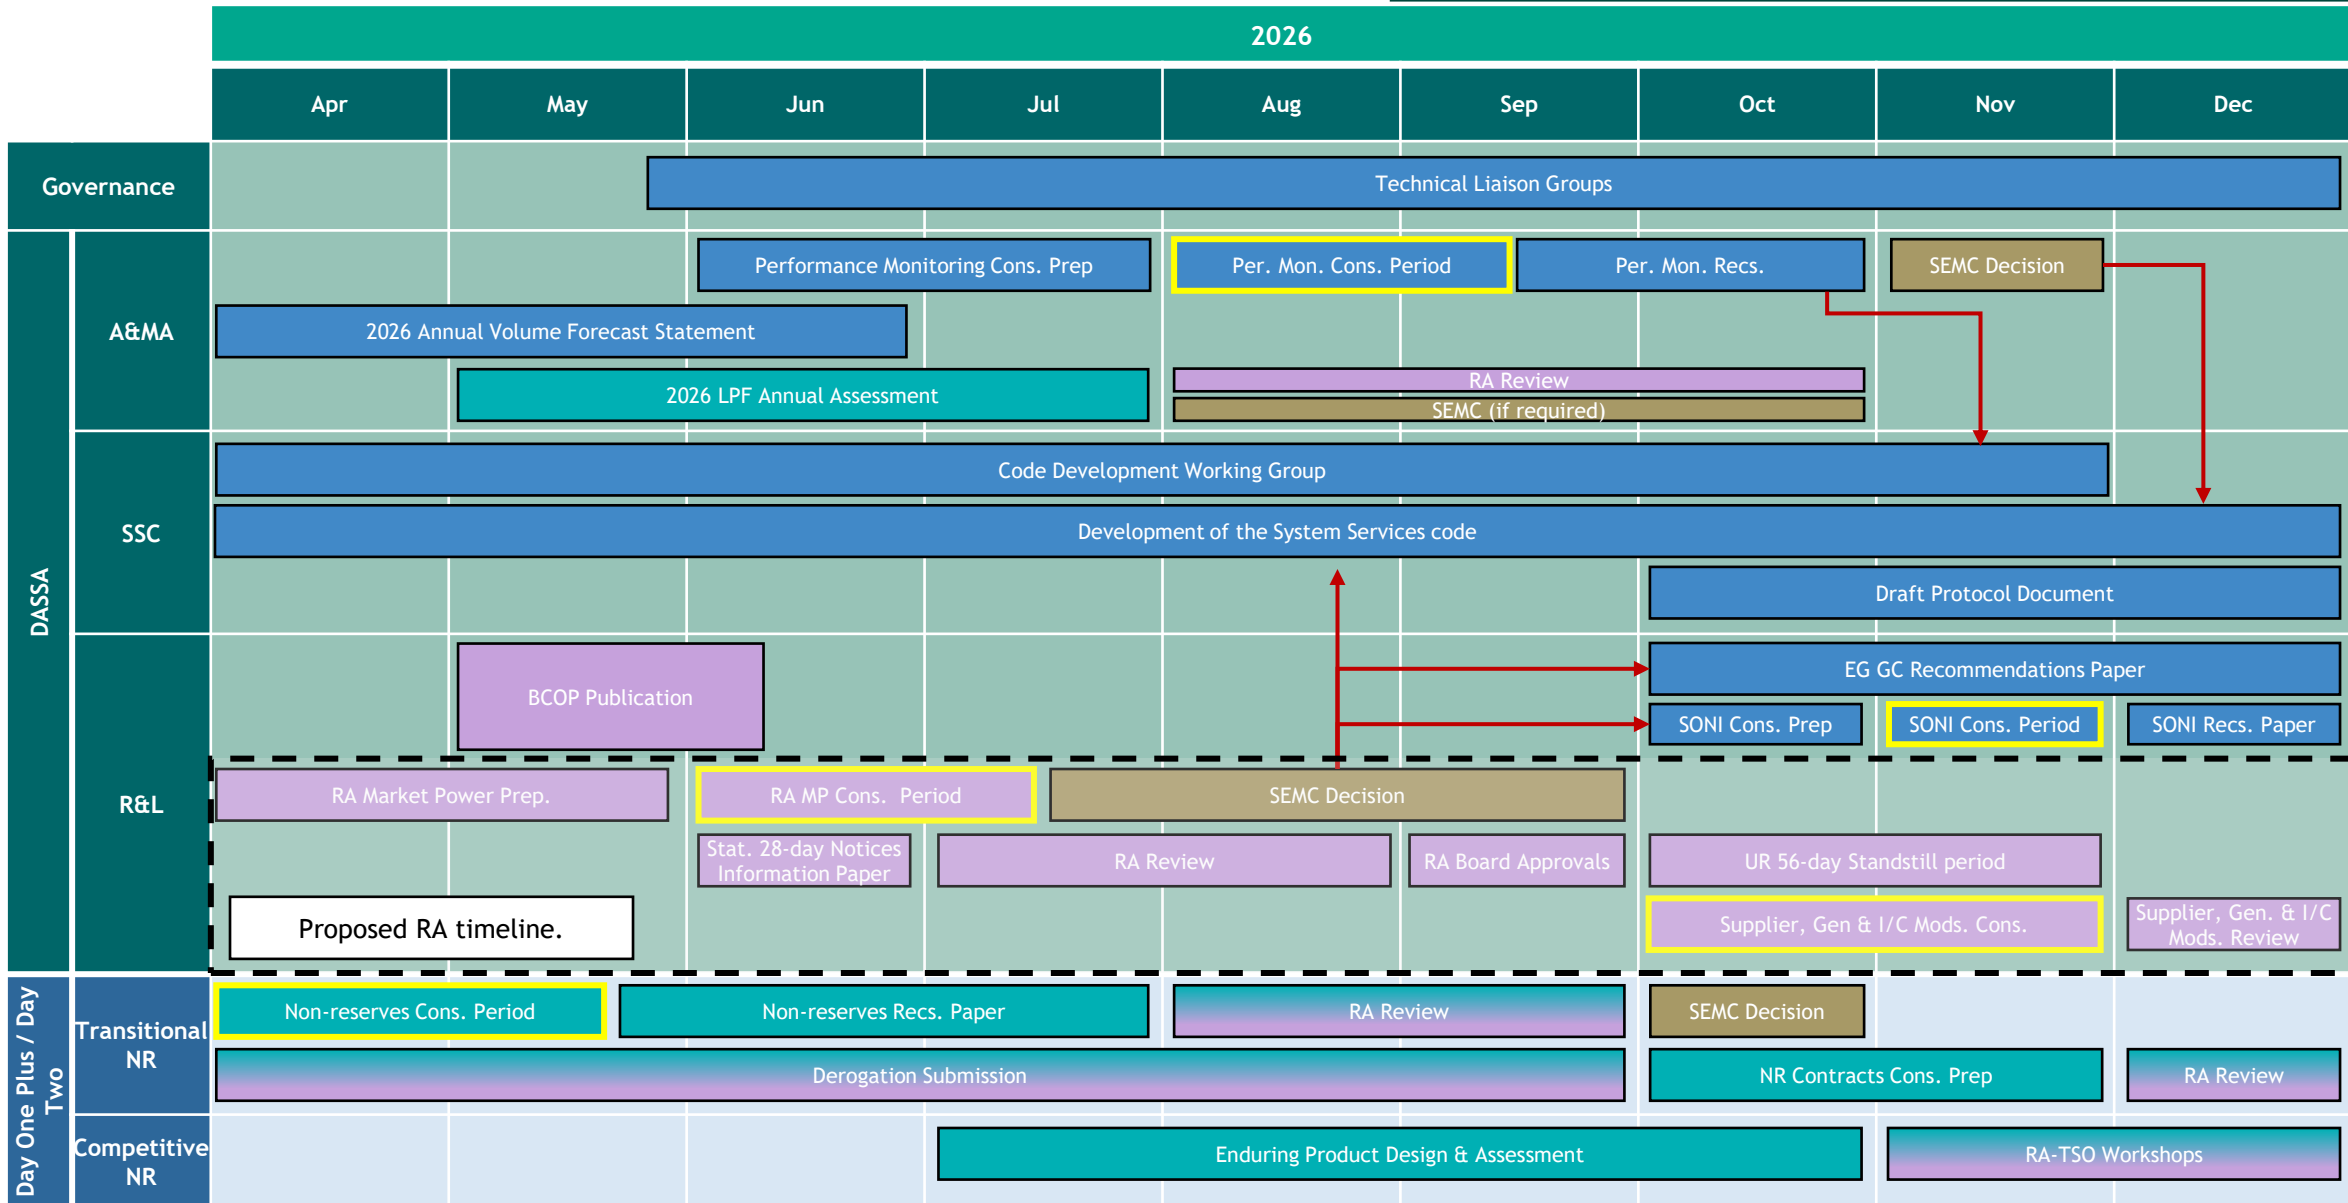 2026
Apr
May
Jun
Jul
Aug
Sep
Oct
Nov
Dec
Governance
Technical Liaison Groups
DASSA
A&MA
Performance Monitoring Cons. Prep
Per. Mon. Cons. Period
Per. Mon. Recs.
SEMC Decision
2026 Annual Volume Forecast Statement
2026 LPF Annual Assessment
RA Review
SEMC (if required)
SSC
Code Development Working Group
Development of the System Services code
Draft Protocol Document
R&L
BCOP Publication
EG GC Recommendations Paper
SONI Cons. Prep
SONI Cons. Period
SONI Recs. Paper
RA Market Power Prep.
RA MP Cons. Period
SEMC Decision
Stat. 28-day Notices
Information Paper
RA Review
RA Board Approvals
UR 56-day Standstill period
Proposed RA timeline.
Supplier, Gen & I/C Mods. Cons.
Supplier, Gen. & I/C
Mods. Review
Day One Plus / Day
Two
Transitional
NR
Non-reserves Cons. Period
Non-reserves Recs. Paper
RA Review
SEMC Decision
Derogation Submission
NR Contracts Cons. Prep
RA Review
Competitive
NR
Enduring Product Design & Assessment
RA-TSO Workshops